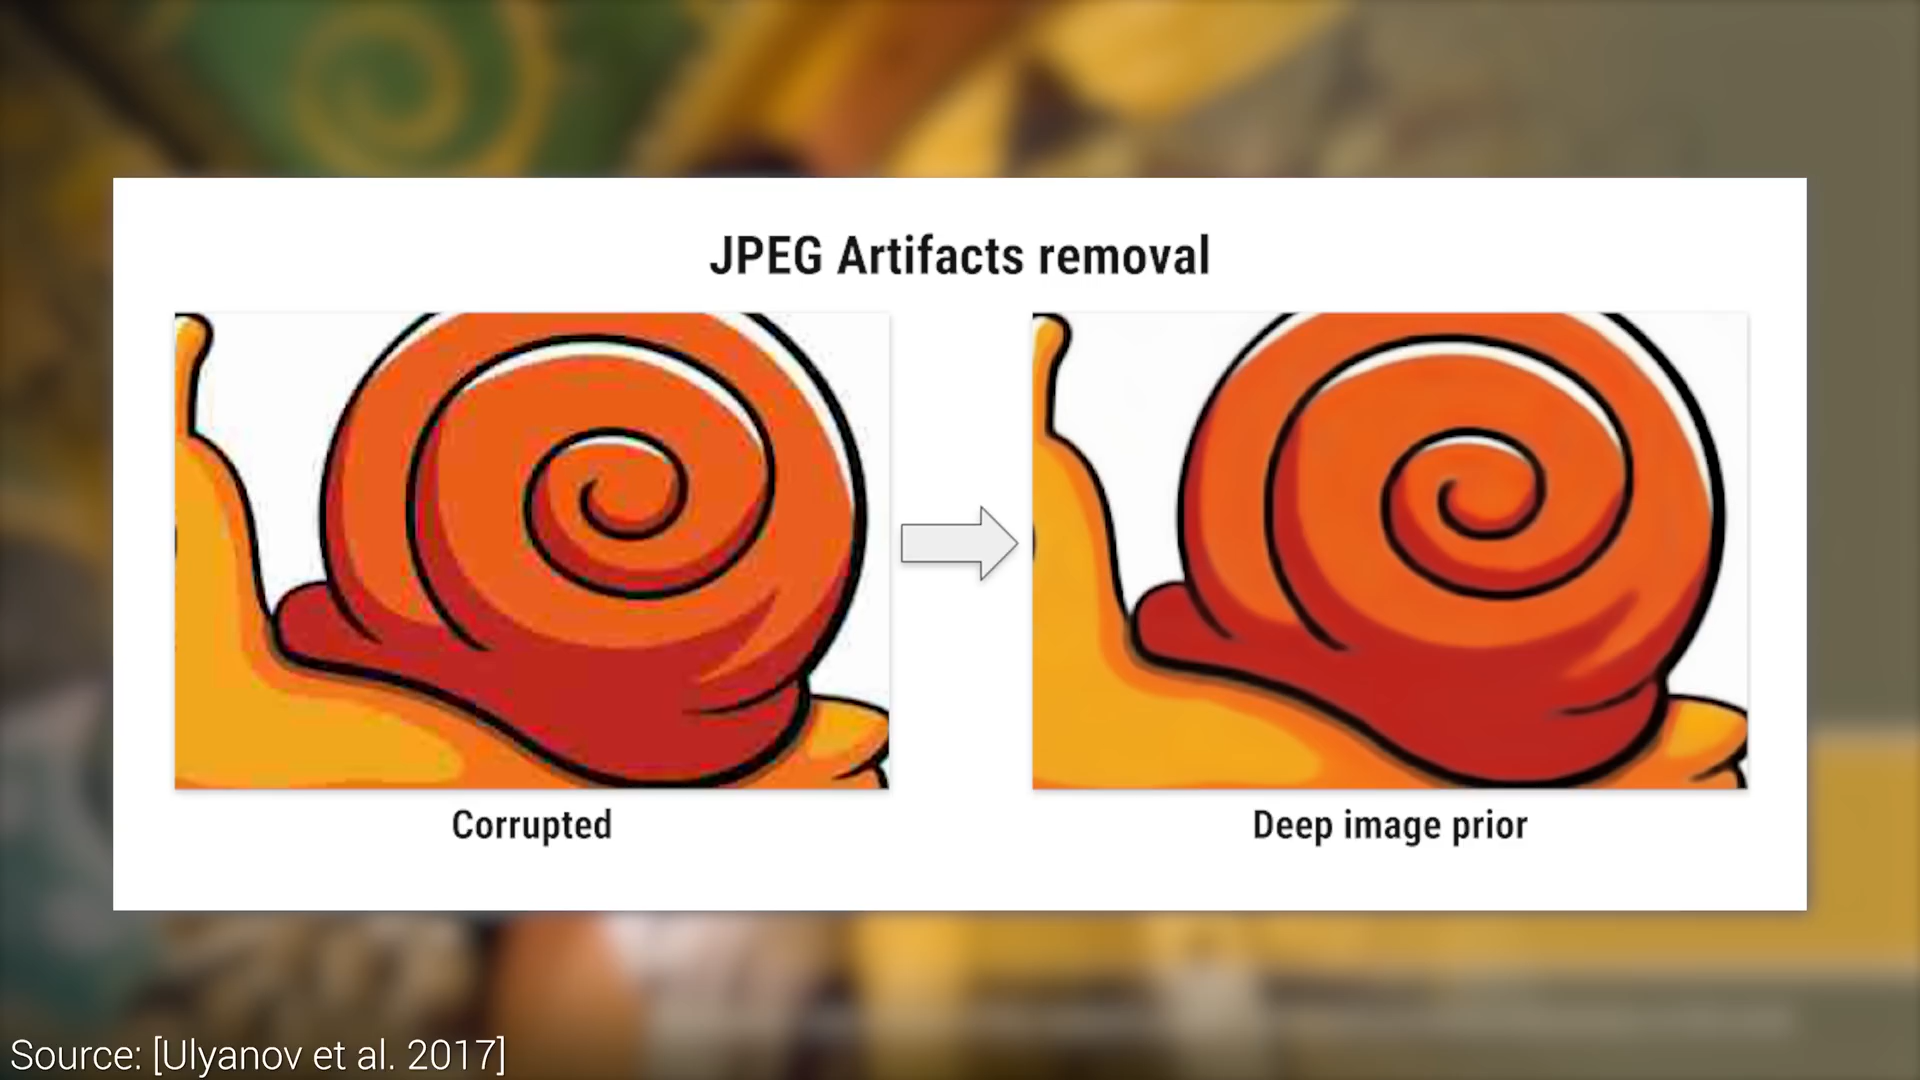 JPEG Artifacts removal
Corrupted
Deep image prior
Source: [Ulyanov et al. 2017]